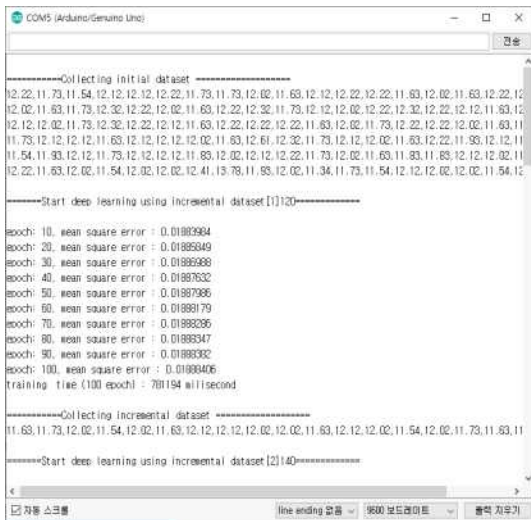 COM5 (Arduino/Genuino Uno)
전송
===========Collecting initial dataset ===================
12.22,11.73,11.54,12.12,12.12,12.22,11.73,11.73,12.02,11.63,12.12,12.22,12.22,11.63,12.02,11.63,12.22,12
12.02,11.63,11.73,12.32,12.22,12.02,11.63,12.22,12.32,11.73,12.12,12.02,12.22,12.32,12.22,12.12,12.02,11
12.12,12.02,11.73,12.32,12.22,12.12,11.63,12.22,12.22,12.22,11.63,12.02,11.73,12.22,12.22,12.02,11.63,11
11.73,12.12,12.12,11.63,12.12,12.12,12.02,11.63,12.61,12.32,11.73,12.12,12.02,11.63,12.22,11.93,12.12,11
11.54,11.93,12.12,11.73,12.12,12.12,11.83,12.02,12.12,12.22,11.73,12.02,11.63,11.83,11.83,12.12,12.02,11
12.22,11.63,12.02,11.54,12.02,12.02,12.41,13.78,11.93,12.02,11.34,11.73,11.54,12.12,12.02,12.02,11.54,12
=======Start deep learning using incremental dataset[1]120=============
epoch: 10, mean square error : 0.01883984
epoch: 20, mean square error : 0.01885849
epoch: 30, mean square error : 0.01886988
epoch: 40, mean square error : 0.01887632
epoch: 50, mean square error : 0.01887986
epoch: 60, mean square error : 0.01888179
epoch: 70, mean square error : 0.01888286
epoch: 80, mean square error : 0.01888347
epoch: 90, mean square error : 0.01888382
epoch: 100, mean square error : 0.01888406
training time (100 epoch) : 781194 milisecond
===========Collecting incremental dataset ===================
11.63,11.73,12.02,11.54,12.02,11.63,12.12,12.12,12.02,12.02,11.63,12.12,12.02,11.54,12.02,11.73,11.63,11
=======Start deep learning using incremental dataset[2]140=============
자동 스크롤
line ending 없음
9600 보드레이트
출력 지우기